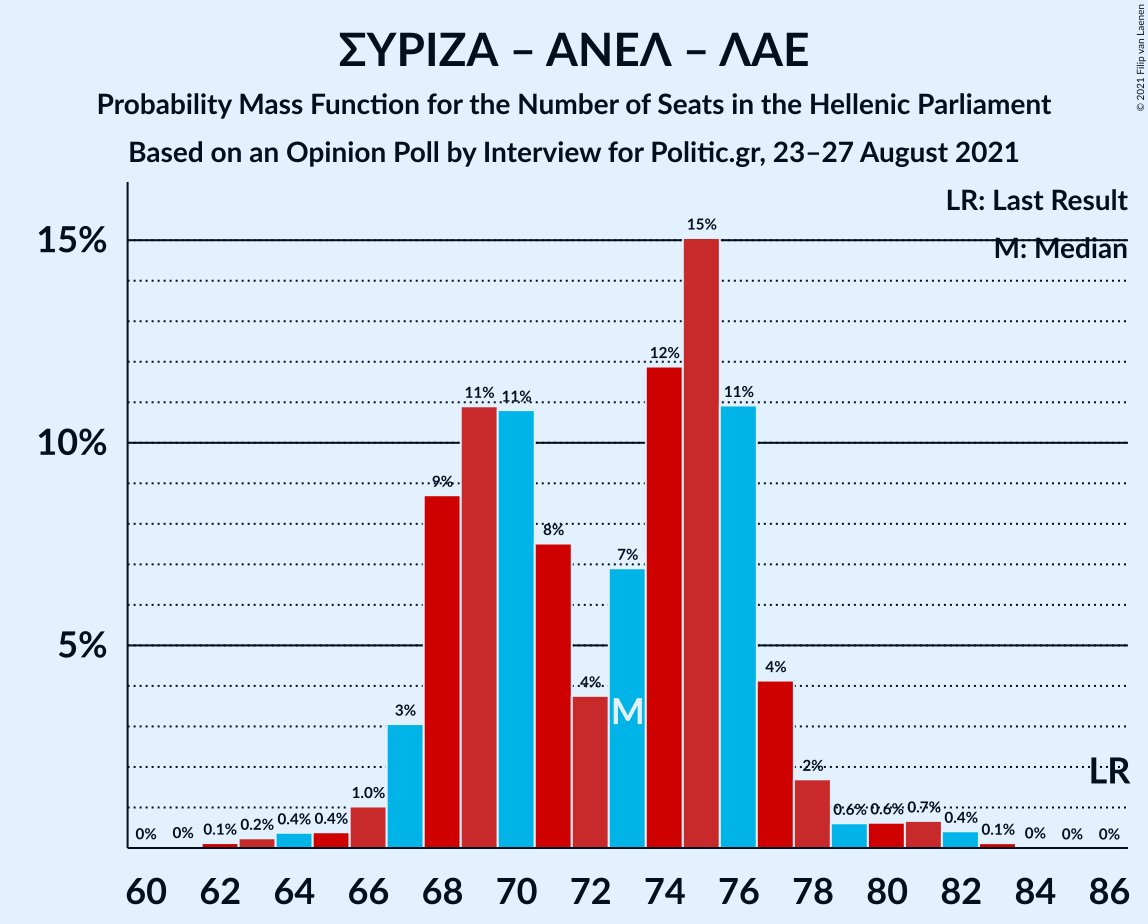 ΣΥΡΙΖΑ – ΑΝΕΛ – ΛΑΕ
Probability Mass Function for the Number of Seats in the Hellenic Parliament
Based on an Opinion Poll by Interview for Politic.gr, 23–27 August 2021
© 2021 Filip van Laenen
LR: Last Result
M: Median
15%
10%
5%
0% 0% 0.1% 0.2% 0.4% 0.4% 1.0% 3% 9% 11% 11% 8% 4% 7% 12% 15% 11% 4% 2% 0.6% 0.6% 0.7% 0.4% 0.1% 0% 0% 0%
M
LR
60 62 64 66 68 70 72 74 76 78 80 82 84 86